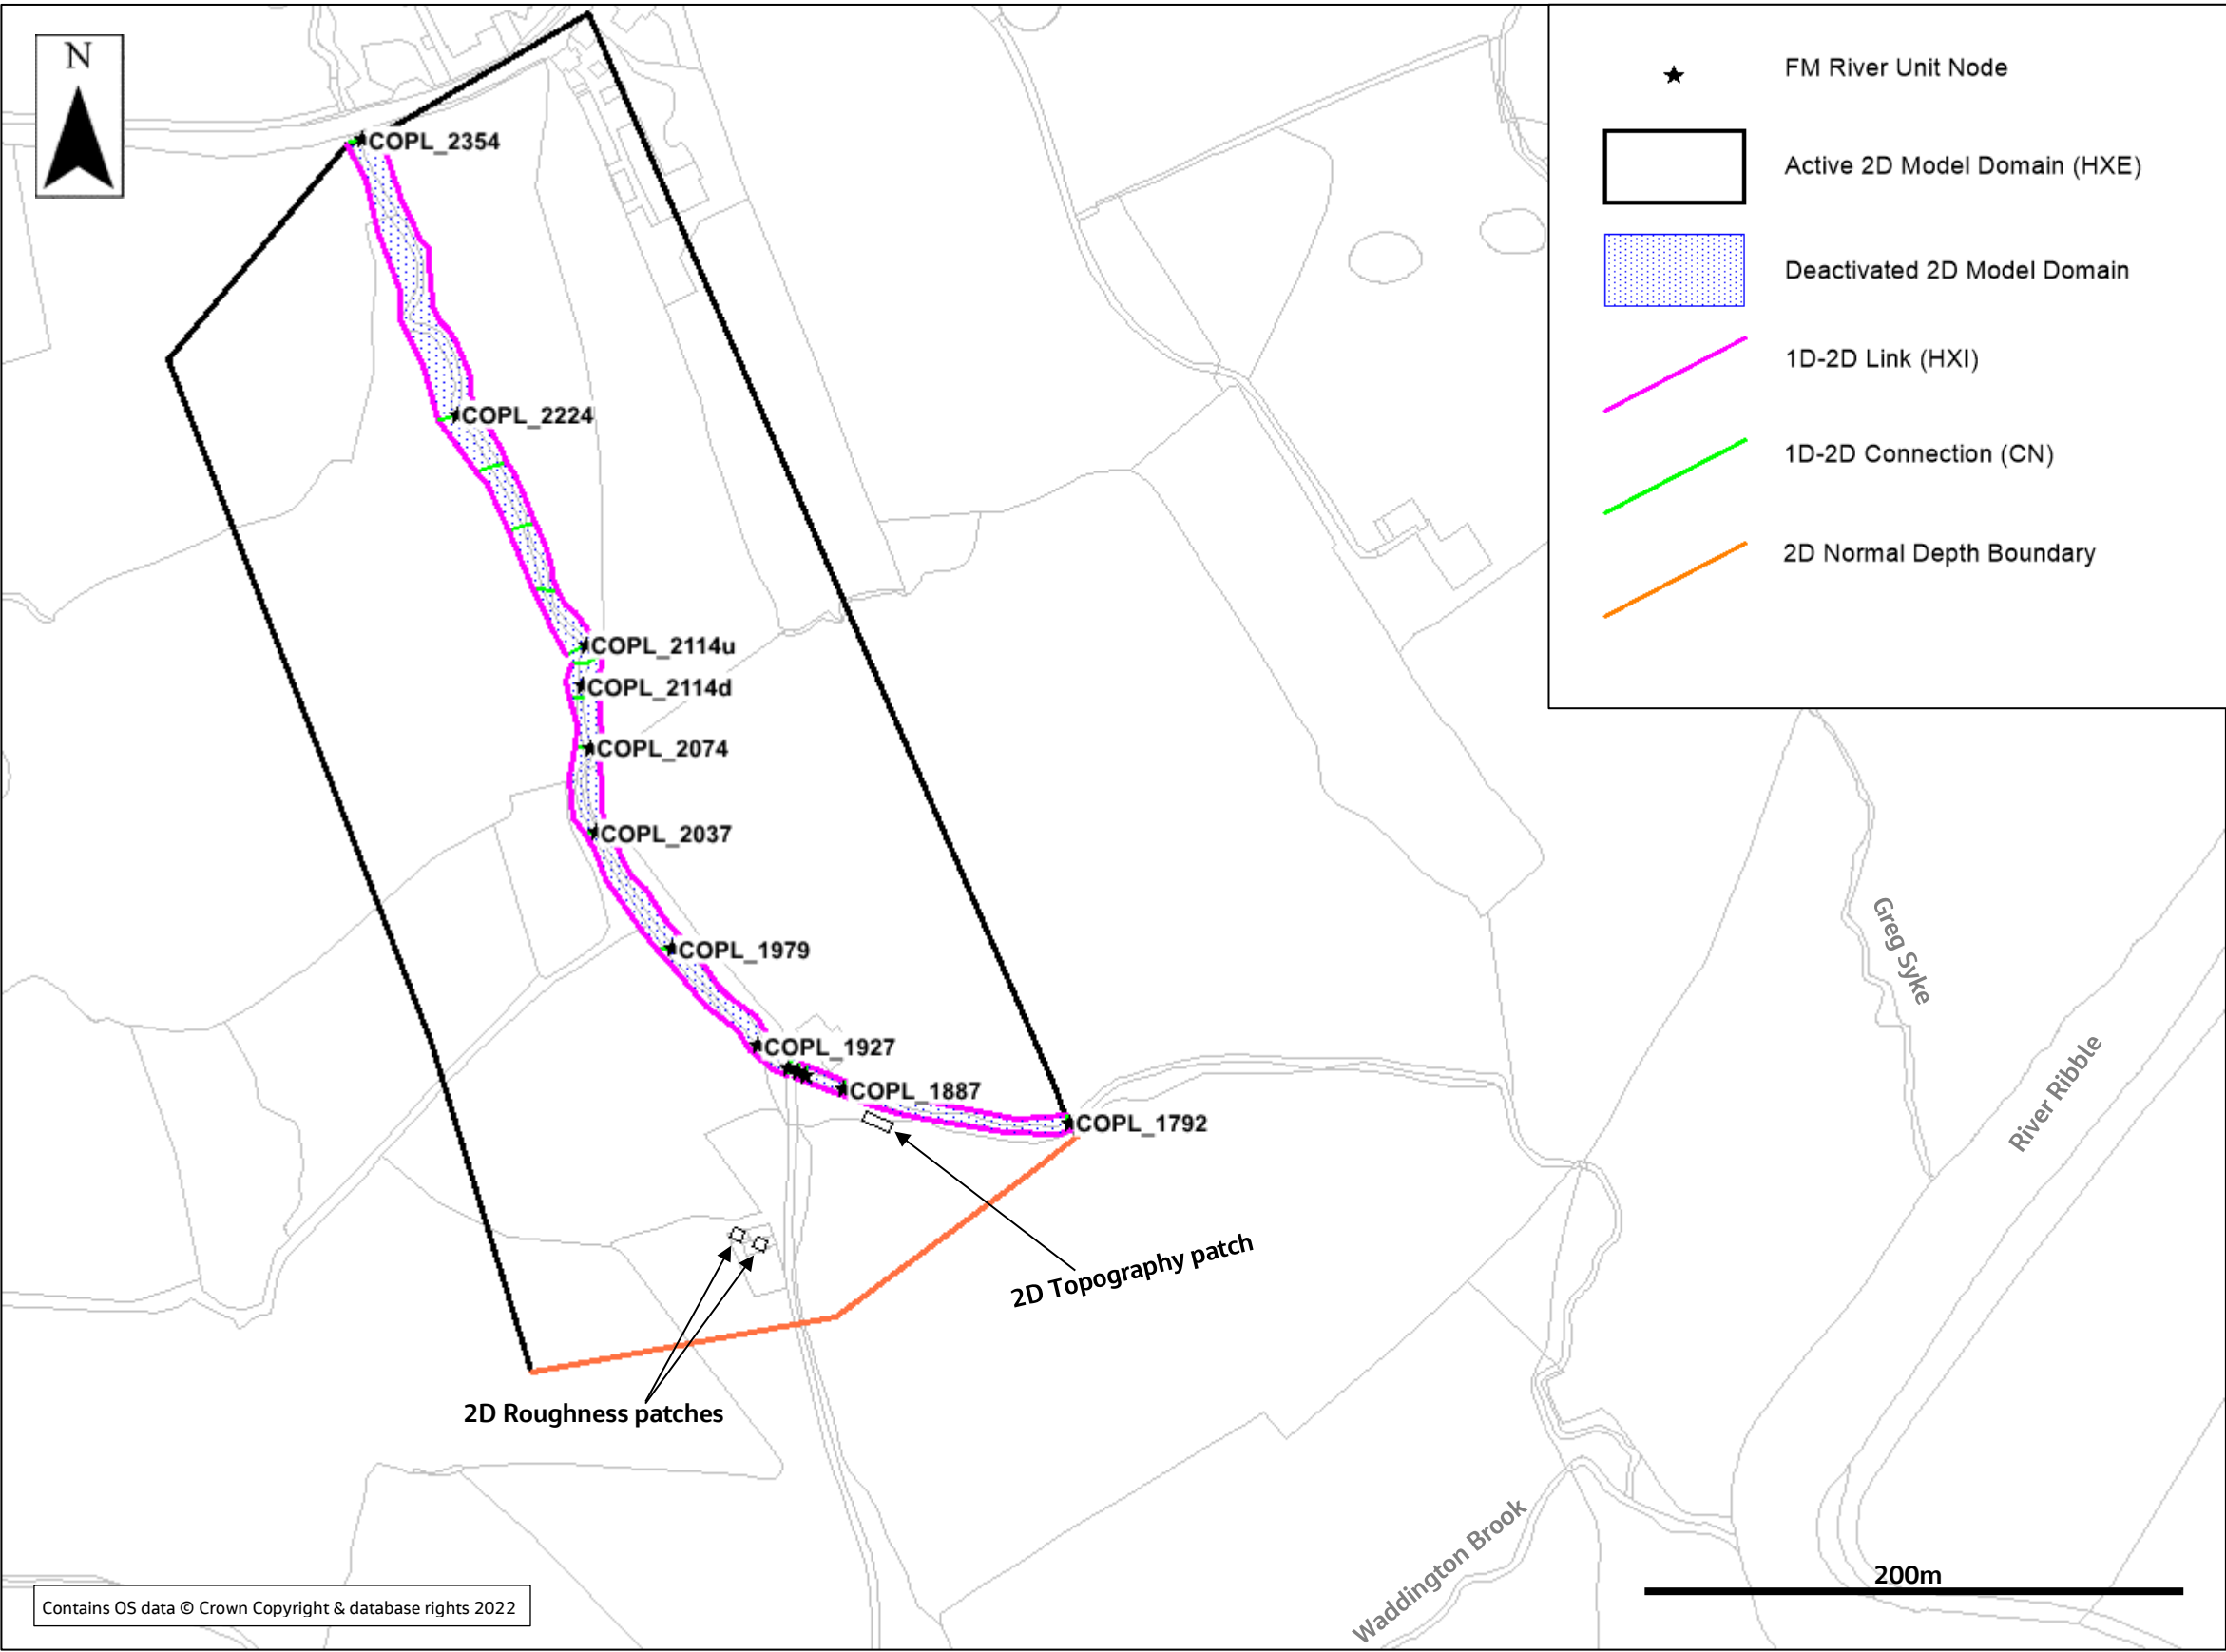 N
FM River Unit Node
Active 2D Model Domain (HXE)
Deactivated 2D Model Domain
1D-2D Link (HXI)
1D-2D Connection (CN)
2D Normal Depth Boundary
COPL_2354
COPL_2224
COPL_2114u
COPL_2114d
COPL_2074
COPL_2037
COPL_1979
COPL_1927
COPL_1887
COPL_1792
Greg Syke
River Ribble
2D Topography patch
2D Roughness patches
Waddington Brook
200m
Contains OS data © Crown Copyright & database rights 2022